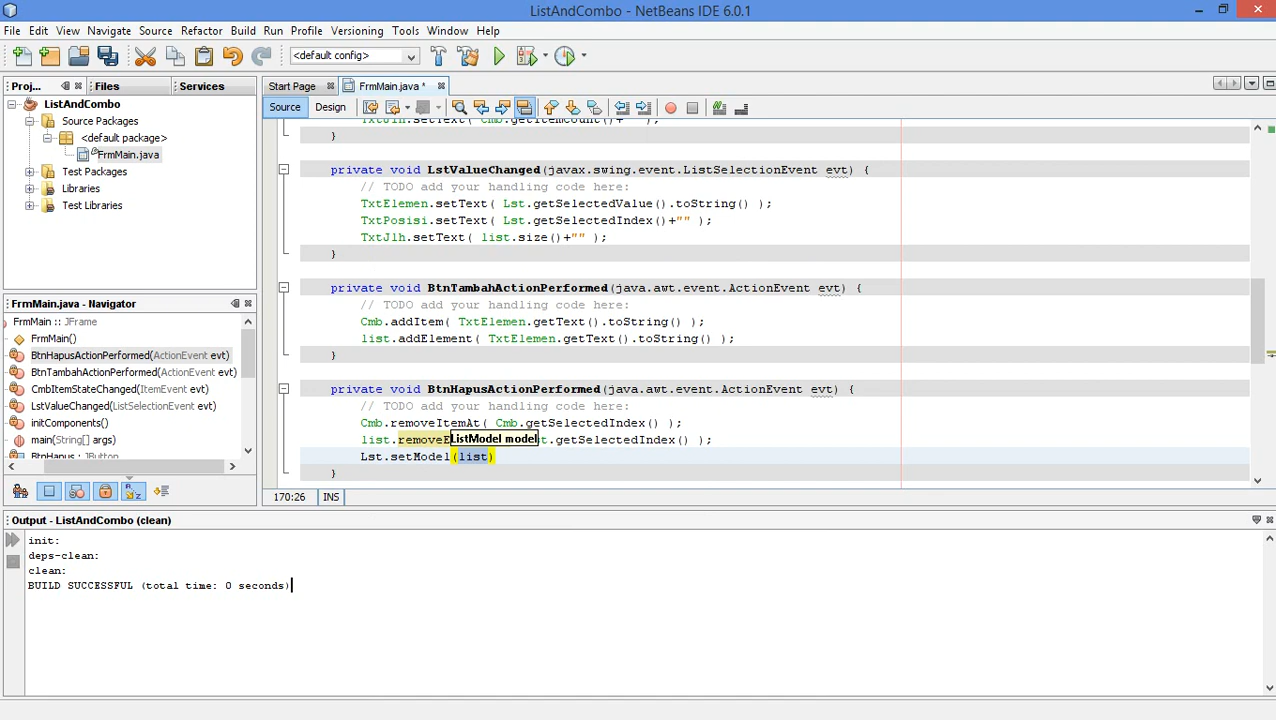 ListAndCombo - NetBeans IDE 6.0.1
File Edit View Navigate Source Refactor Build Run Profile Versioning Tools Window Help
<default config>
Proj... Files Services
Start Page FrmMain.java *
Source Design
ListAndCombo
Source Packages
<default package>
FrmMain.java
Test Packages
Libraries
Test Libraries
TxtJlh.setText( Cmb.getItemCount()+"" );
}
private void LstValueChanged(javax.swing.event.ListSelectionEvent evt) {
// TODO add your handling code here:
TxtElemen.setText( Lst.getSelectedValue().toString() );
TxtPosisi.setText( Lst.getSelectedIndex()+"" );
TxtJlh.setText( list.size()+"" );
}
private void BtnTambahActionPerformed(java.awt.event.ActionEvent evt) {
// TODO add your handling code here:
Cmb.addItem( TxtElemen.getText().toString() );
list.addElement( TxtElemen.getText().toString() );
}
private void BtnHapusActionPerformed(java.awt.event.ActionEvent evt) {
// TODO add your handling code here:
Cmb.removeItemAt( Cmb.getSelectedIndex() );
list.removeE ListModel model t.getSelectedIndex() );
Lst.setModel(list)
}
170:26 INS
FrmMain.java - Navigator
FrmMain :: JFrame
FrmMain()
BtnHapusActionPerformed(ActionEvent evt)
BtnTambahActionPerformed(ActionEvent evt)
CmbItemStateChanged(ItemEvent evt)
LstValueChanged(ListSelectionEvent evt)
initComponents()
main(String[] args)
BtnHapus : JButton
Output - ListAndCombo (clean)
init:
deps-clean:
clean:
BUILD SUCCESSFUL (total time: 0 seconds)